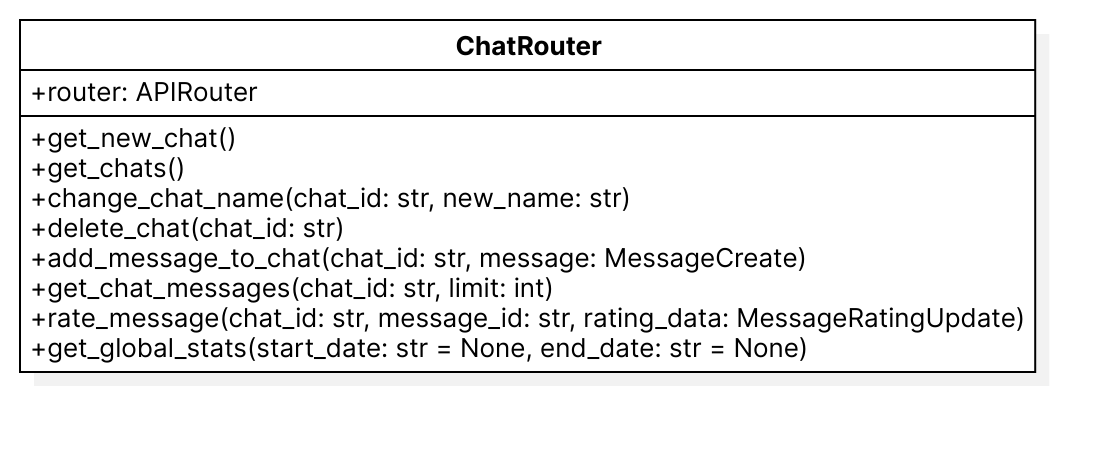 ChatRouter
+router: APIRouter
+get_new_chat()
+get_chats()
+change_chat_name(chat_id: str, new_name: str)
+delete_chat(chat_id: str)
+add_message_to_chat(chat_id: str, message: MessageCreate)
+get_chat_messages(chat_id: str, limit: int)
+rate_message(chat_id: str, message_id: str, rating_data: MessageRatingUpdate)
+get_global_stats(start_date: str = None, end_date: str = None)